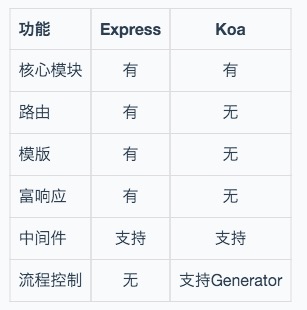 功能 Express Koa
核心模块 有 有
路由 有 无
模版 有 无
富响应 有 无
中间件 支持 支持
流程控制 无 支持Generator